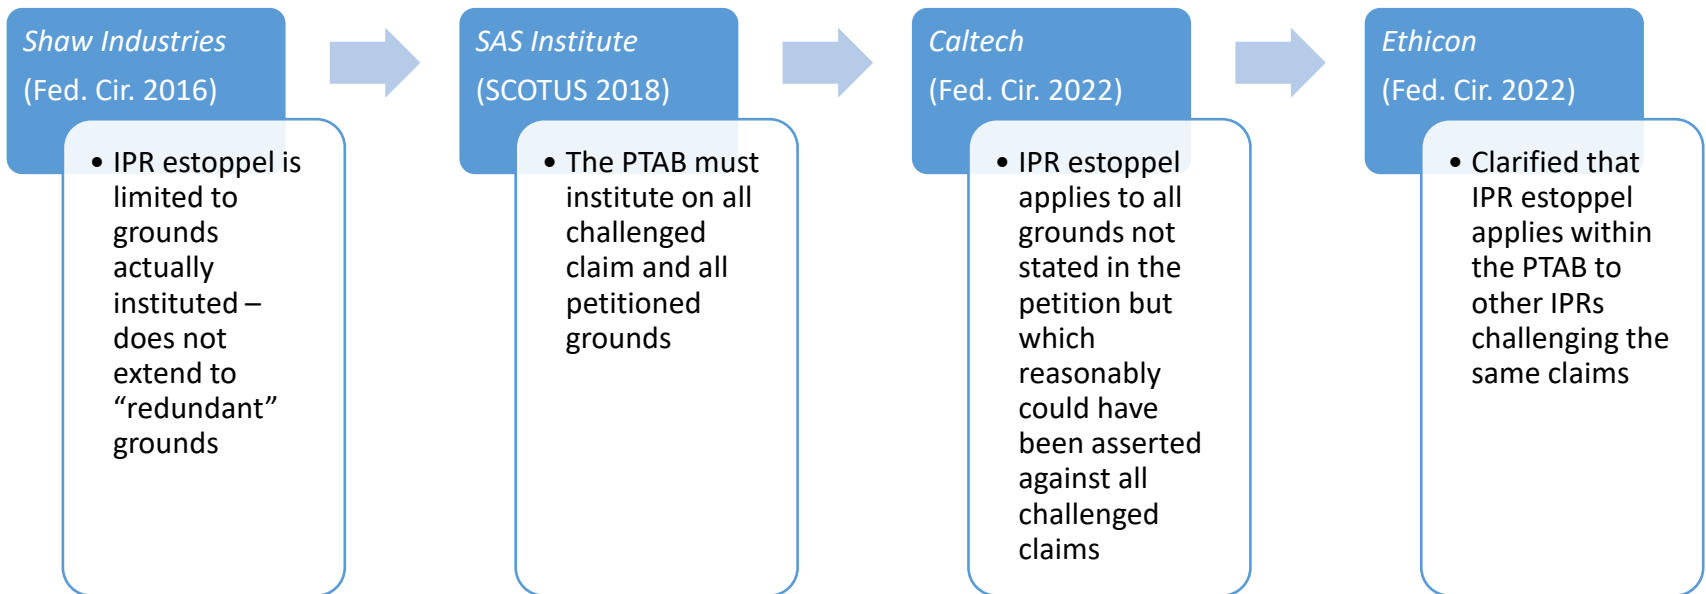 Shaw Industries
(Fed. Cir. 2016)
• IPR estoppel is
limited to
grounds
actually
instituted –
does not
extend to
“redundant”
grounds
SAS Institute
(SCOTUS 2018)
• The PTAB must
institute on all
challenged
claim and all
petitioned
grounds
Caltech
(Fed. Cir. 2022)
• IPR estoppel
applies to all
grounds not
stated in the
petition but
which
reasonably
could have
been asserted
against all
challenged
claims
Ethicon
(Fed. Cir. 2022)
• Clarified that
IPR estoppel
applies within
the PTAB to
other IPRs
challenging the
same claims